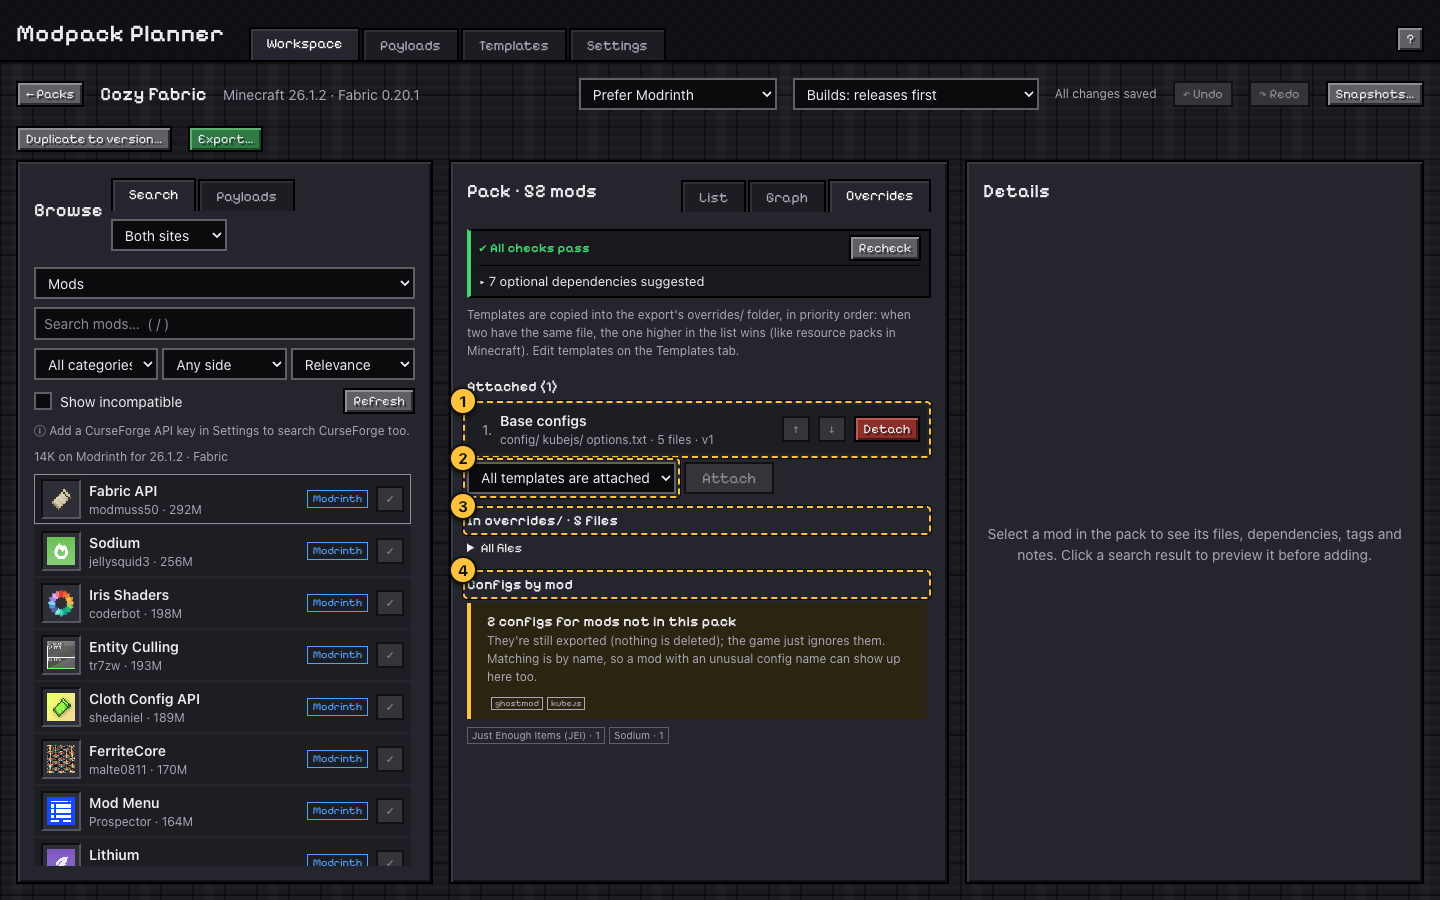 Modpack Planner
Workspace
Payloads
Templates
Settings
?
←Packs
Cozy Fabric
Minecraft 26.1.2 · Fabric 0.20.1
Prefer Modrinth
Builds: releases first
All changes saved
↶ Undo
↷ Redo
Snapshots…
Duplicate to version…
Export…
Browse
Search
Payloads
Both sites
Mods
Search mods… ( / )
All categories
Any side
Relevance
Show incompatible
Refresh
ⓘ Add a CurseForge API key in Settings to search CurseForge too.
14K on Modrinth for 26.1.2 · Fabric
Fabric API
modmuss50 · 292M
Modrinth
✓
Sodium
jellysquid3 · 256M
Modrinth
✓
Iris Shaders
coderbot · 198M
Modrinth
✓
Entity Culling
tr7zw · 193M
Modrinth
✓
Cloth Config API
shedaniel · 189M
Modrinth
✓
FerriteCore
malte0811 · 170M
Modrinth
✓
Mod Menu
Prospector · 164M
Modrinth
✓
Lithium
Modrinth
✓
Pack · 82 mods
List
Graph
Overrides
✔ All checks pass
Recheck
▸ 7 optional dependencies suggested
Templates are copied into the export's overrides/ folder, in priority order: when
two have the same file, the one higher in the list wins (like resource packs in
Minecraft). Edit templates on the Templates tab.
Attached (1)
1
1.
Base configs
config/ kubejs/ options.txt · 5 files · v1
↑
↓
Detach
2
All templates are attached
Attach
3
In overrides/ · 8 files
▶ All files
4
Configs by mod
2 configs for mods not in this pack
They're still exported (nothing is deleted); the game just ignores them.
Matching is by name, so a mod with an unusual config name can show up
here too.
ghostmod
kubejs
Just Enough Items (JEI) · 1
Sodium · 1
Details
Select a mod in the pack to see its files, dependencies, tags and
notes. Click a search result to preview it before adding.